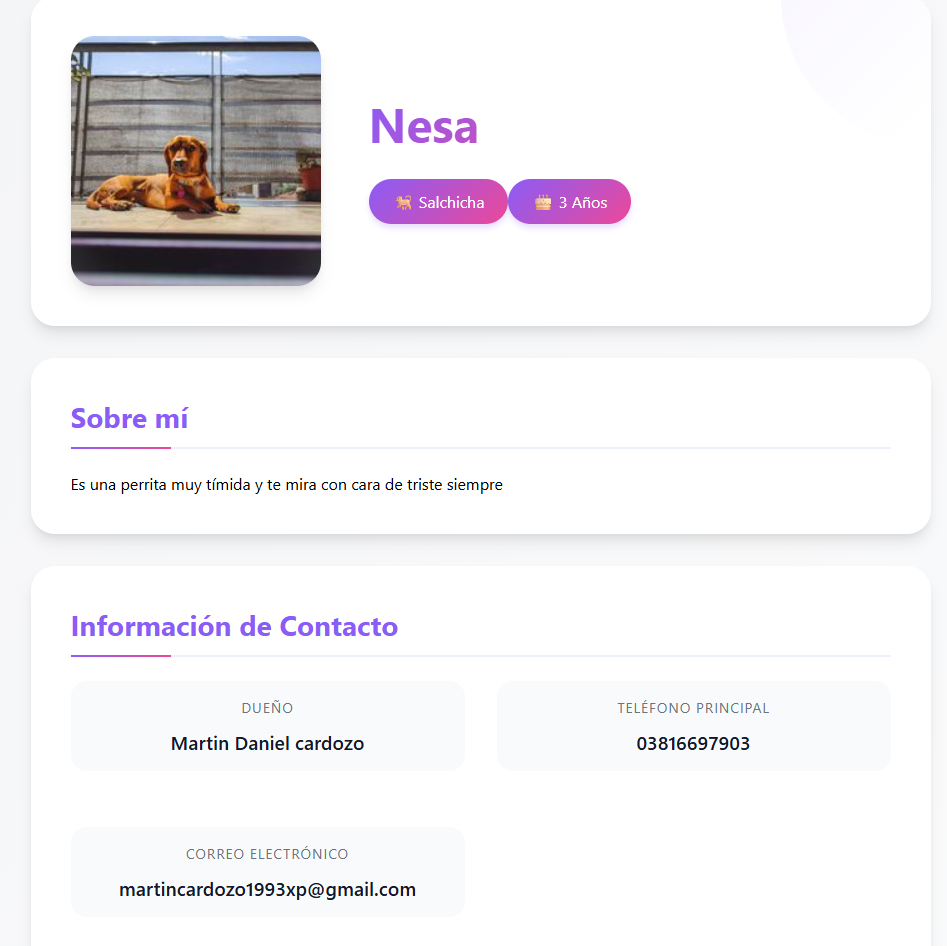 Nesa
🐕 Salchicha
🎂 3 Años
Sobre mí
Es una perrita muy tímida y te mira con cara de triste siempre
Información de Contacto
DUEÑO
Martin Daniel cardozo
TELÉFONO PRINCIPAL
03816697903
CORREO ELECTRÓNICO
martincardozo1993xp@gmail.com